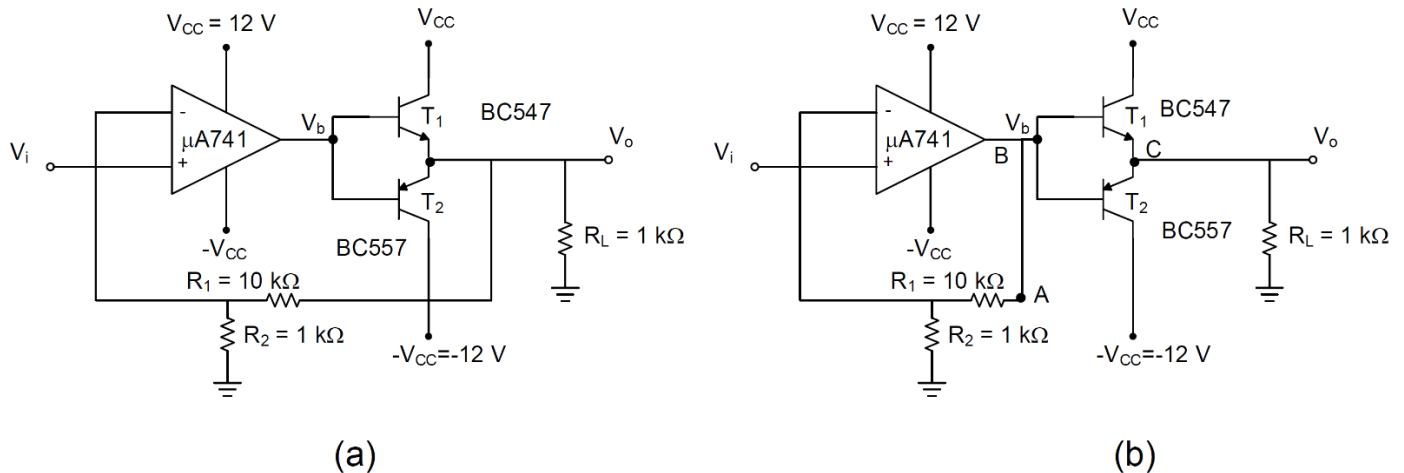 V_CC = 12 V
V_CC
BC547
T_1
-
μA741
+
V_b
V_i
V_o
T_2
-V_CC
BC557
R_L = 1 kΩ
R_1 = 10 kΩ
R_2 = 1 kΩ
-V_CC=-12 V
(a)
V_CC = 12 V
V_CC
BC547
T_1
-
μA741
+
V_b
B
C
V_i
V_o
T_2
-V_CC
BC557
R_L = 1 kΩ
R_1 = 10 kΩ
A
R_2 = 1 kΩ
-V_CC=-12 V
(b)